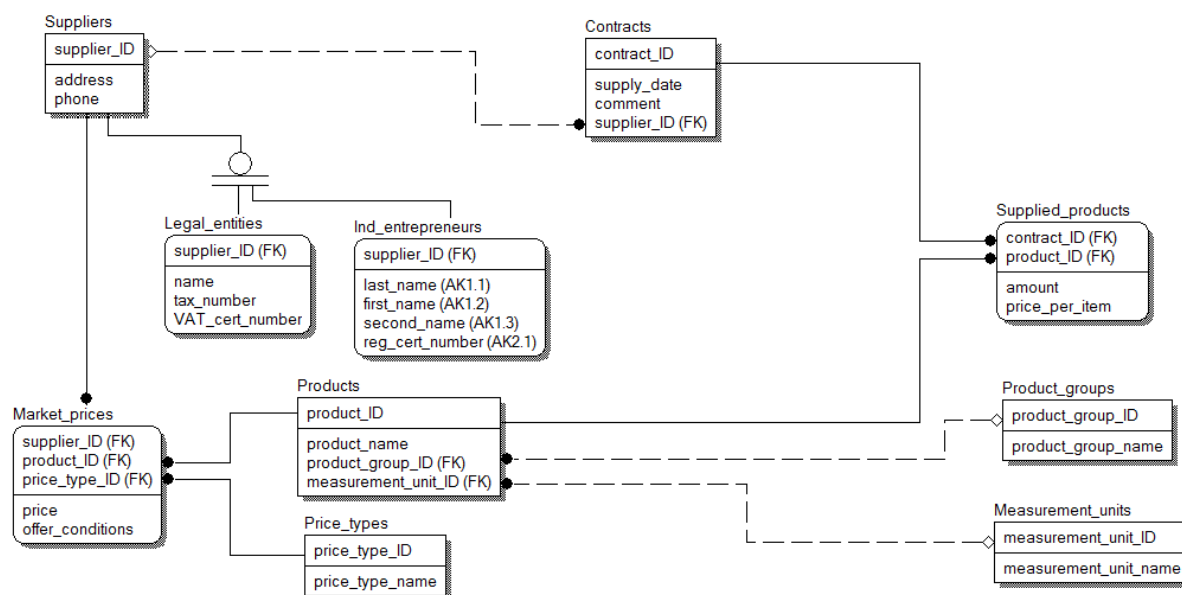 Suppliers
supplier_ID
address
phone
Contracts
contract_ID
supply_date
comment
supplier_ID (FK)
Legal_entities
supplier_ID (FK)
name
tax_number
VAT_cert_number
Ind_entrepreneurs
supplier_ID (FK)
last_name (AK1.1)
first_name (AK1.2)
second_name (AK1.3)
reg_cert_number (AK2.1)
Supplied_products
contract_ID (FK)
product_ID (FK)
amount
price_per_item
Market_prices
supplier_ID (FK)
product_ID (FK)
price_type_ID (FK)
price
offer_conditions
Products
product_ID
product_name
product_group_ID (FK)
measurement_unit_ID (FK)
Product_groups
product_group_ID
product_group_name
Price_types
price_type_ID
price_type_name
Measurement_units
measurement_unit_ID
measurement_unit_name